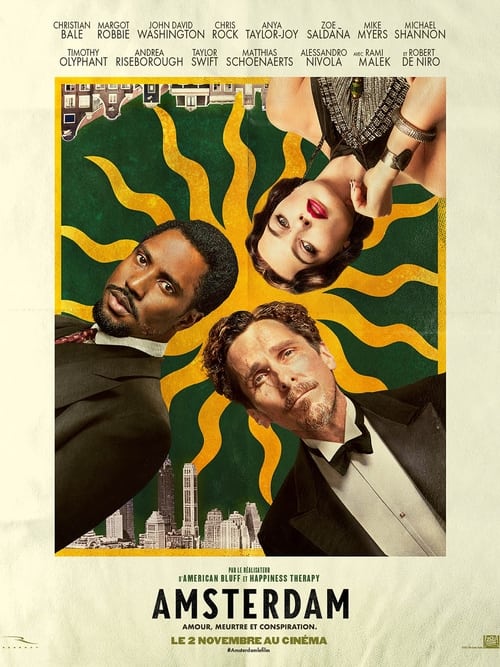 CHRISTIAN BALE MARGOT ROBBIE JOHN DAVID WASHINGTON CHRIS ROCK ANYA TAYLOR-JOY ZOE SALDAÑA MIKE MYERS MICHAEL SHANNON
TIMOTHY OLYPHANT ANDREA RISEBOROUGH TAYLOR SWIFT MATTHIAS SCHOENAERTS ALESSANDRO NIVOLA AVEC RAMI MALEK ET ROBERT DE NIRO
PAR LE RÉALISATEUR
D'AMERICAN BLUFF ET HAPPINESS THERAPY
AMSTERDAM
AMOUR, MEURTRE ET CONSPIRATION.
LE 2 NOVEMBRE AU CINÉMA
#Amsterdamlefilm